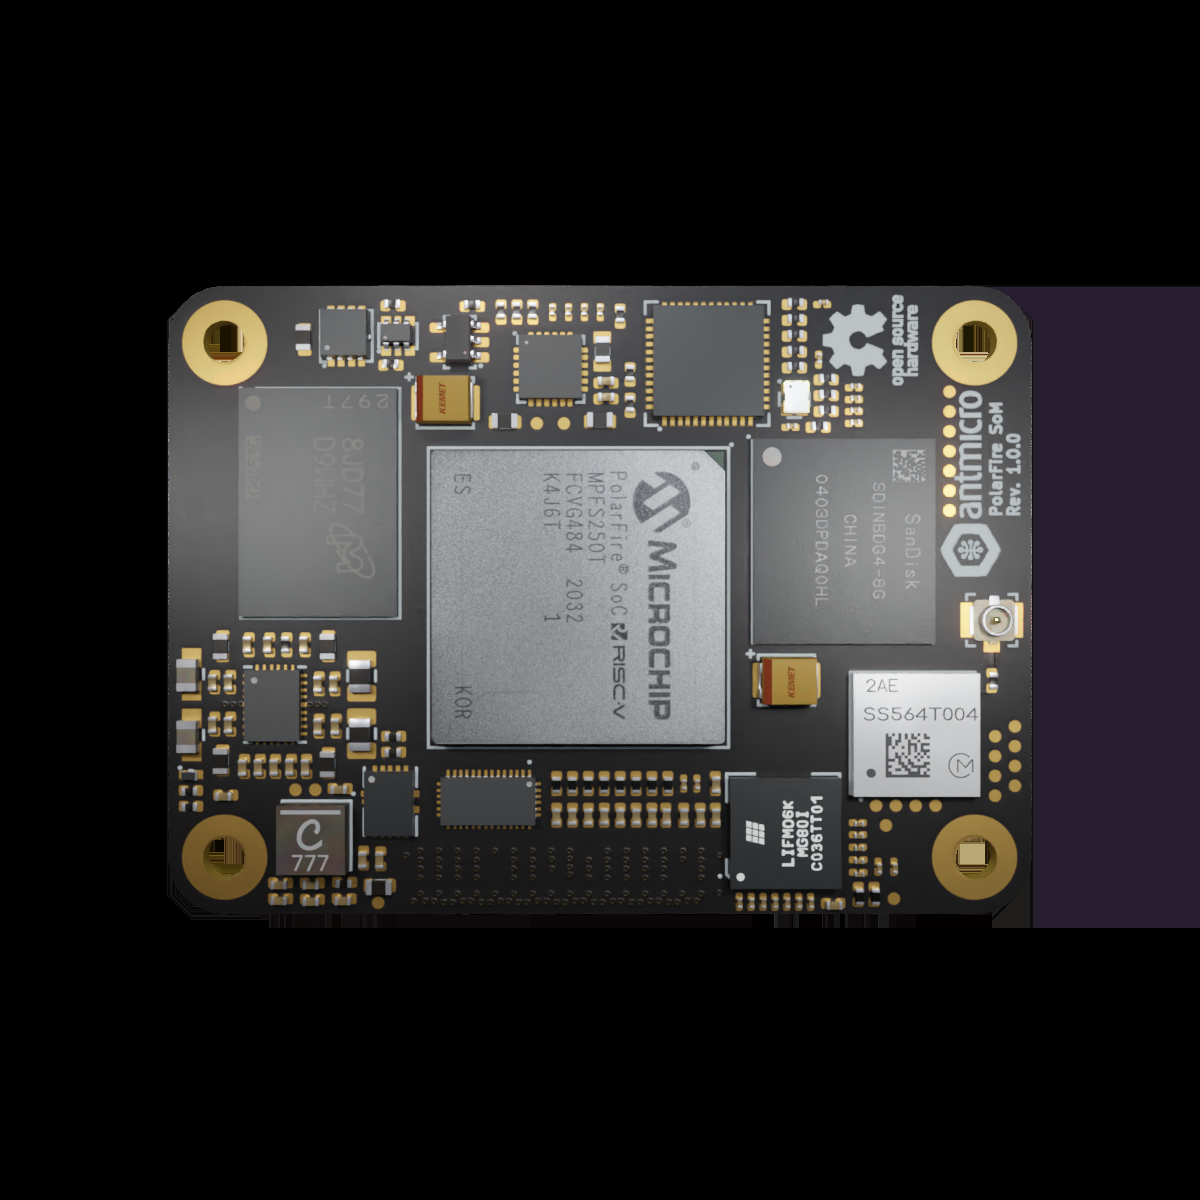 297T
8JD77
D9NHZ
KEMET
MICROCHIP
RISC-V
PolarFire® SoC
MPFS250T
FCVG484 2032
K4J6T 1
ES
KOR
SanDisk
SDINBDG4-8G
CHINA
0403DPDAQ0HL
open source
hardware
antmicro
PolarFire SoM
Rev. 1.0.0
KEMET
2AE
SS564T004
M
LIFMD6K
MG80I
C036TT01
C
777